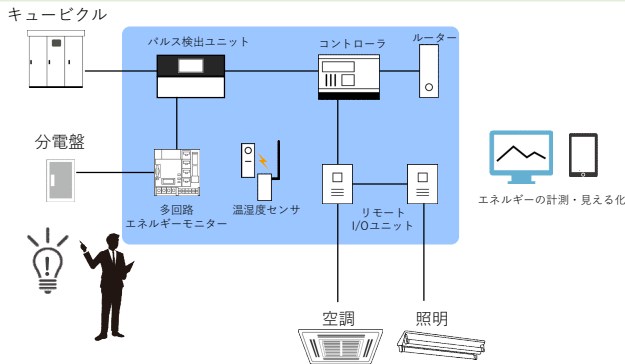 キュービクル
パルス検出ユニット
コントローラ
ルーター
分電盤
多回路
エネルギーモニター
温湿度センサ
リモート
I/Oユニット
エネルギーの計測・見える化
空調
照明